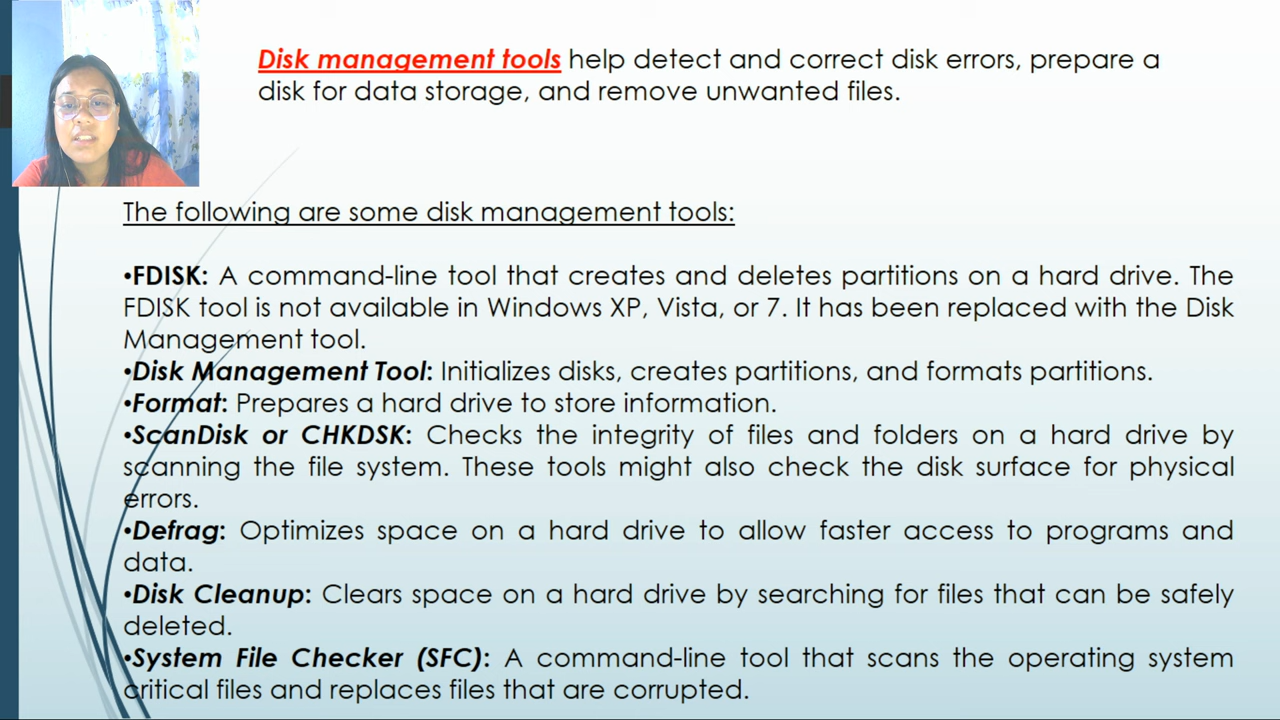 Disk management tools help detect and correct disk errors, prepare a
disk for data storage, and remove unwanted files.
The following are some disk management tools:
•FDISK: A command-line tool that creates and deletes partitions on a hard drive. The
FDISK tool is not available in Windows XP, Vista, or 7. It has been replaced with the Disk
Management tool.
•Disk Management Tool: Initializes disks, creates partitions, and formats partitions.
•Format: Prepares a hard drive to store information.
•ScanDisk or CHKDSK: Checks the integrity of files and folders on a hard drive by
scanning the file system. These tools might also check the disk surface for physical
errors.
•Defrag: Optimizes space on a hard drive to allow faster access to programs and
data.
•Disk Cleanup: Clears space on a hard drive by searching for files that can be safely
deleted.
•System File Checker (SFC): A command-line tool that scans the operating system
critical files and replaces files that are corrupted.